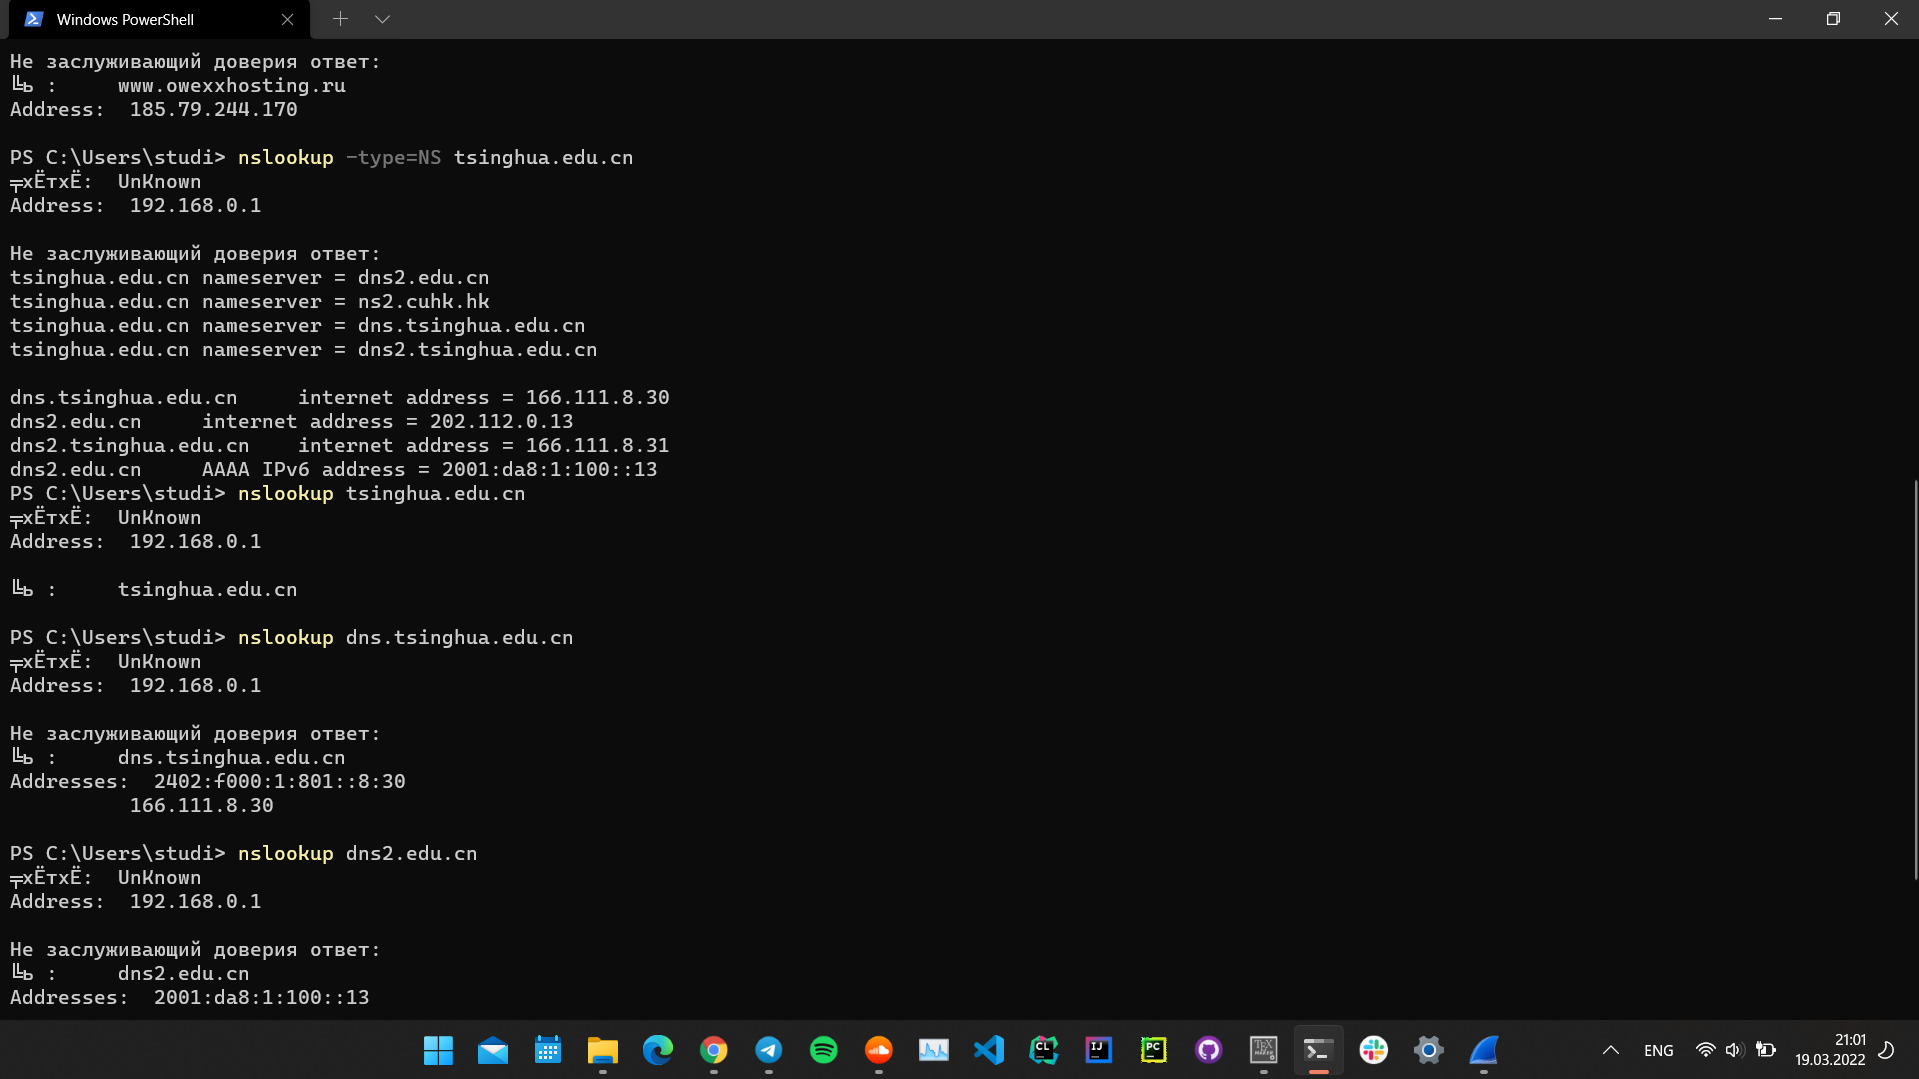 Windows PowerShell
Не заслуживающий доверия ответ:
╚ь :     www.owexxhosting.ru
Address:  185.79.244.170
PS C:\Users\studi> nslookup -type=NS tsinghua.edu.cn
╤хЁтхЁ:  UnKnown
Address:  192.168.0.1
Не заслуживающий доверия ответ:
tsinghua.edu.cn nameserver = dns2.edu.cn
tsinghua.edu.cn nameserver = ns2.cuhk.hk
tsinghua.edu.cn nameserver = dns.tsinghua.edu.cn
tsinghua.edu.cn nameserver = dns2.tsinghua.edu.cn
dns.tsinghua.edu.cn     internet address = 166.111.8.30
dns2.edu.cn     internet address = 202.112.0.13
dns2.tsinghua.edu.cn    internet address = 166.111.8.31
dns2.edu.cn     AAAA IPv6 address = 2001:da8:1:100::13
PS C:\Users\studi> nslookup tsinghua.edu.cn
╤хЁтхЁ:  UnKnown
Address:  192.168.0.1
╚ь :     tsinghua.edu.cn
PS C:\Users\studi> nslookup dns.tsinghua.edu.cn
╤хЁтхЁ:  UnKnown
Address:  192.168.0.1
Не заслуживающий доверия ответ:
╚ь :     dns.tsinghua.edu.cn
Addresses:  2402:f000:1:801::8:30
          166.111.8.30
PS C:\Users\studi> nslookup dns2.edu.cn
╤хЁтхЁ:  UnKnown
Address:  192.168.0.1
Не заслуживающий доверия ответ:
╚ь :     dns2.edu.cn
Addresses:  2001:da8:1:100::13
CL
IJ
PC
TEX
MAKER
ENG
21:01
19.03.2022